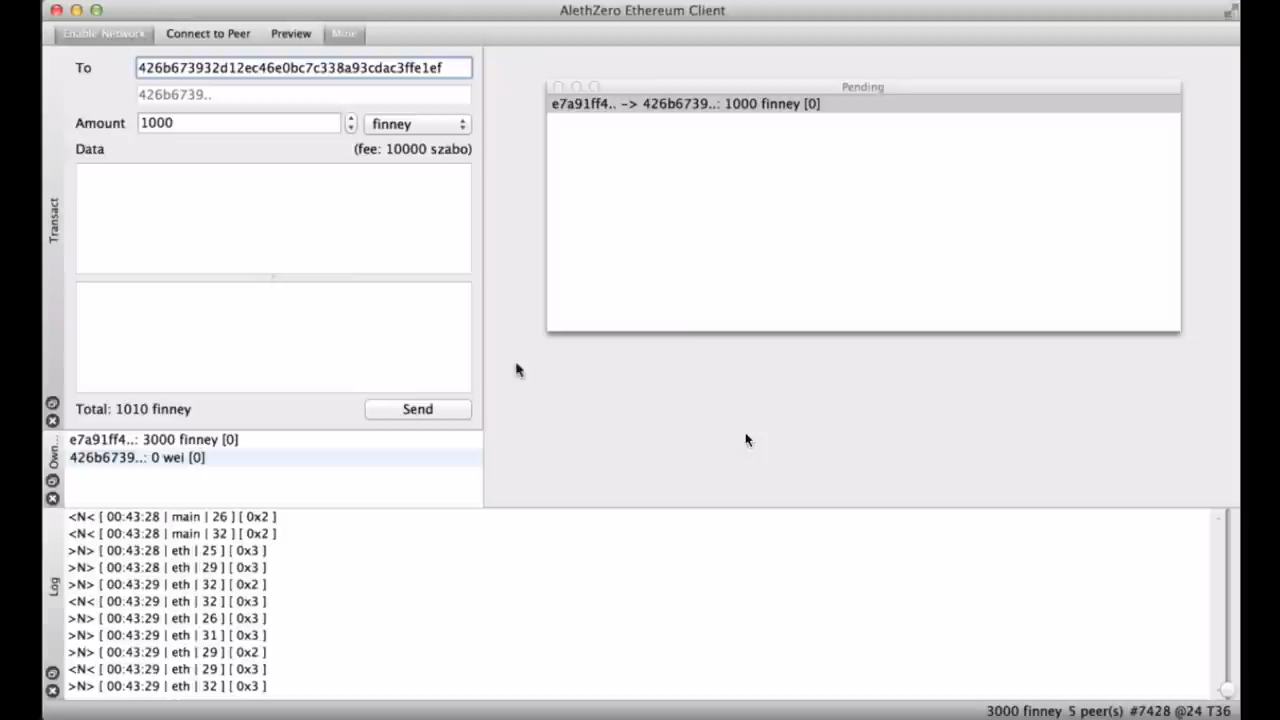 AlethZero Ethereum Client
Enable Network Connect to Peer Preview Mine
To 426b673932d12ec46e0bc7c338a93cdac3ffe1ef
426b6739..
Amount 1000 finney
Data (fee: 10000 szabo)
Transact
Total: 1010 finney Send
Pending
e7a91ff4.. -> 426b6739..: 1000 finney [0]
Own...
e7a91ff4..: 3000 finney [0]
426b6739..: 0 wei [0]
Log
<N< [ 00:43:28 | main | 26 ] [ 0x2 ]
<N< [ 00:43:28 | main | 32 ] [ 0x2 ]
>N> [ 00:43:28 | eth | 25 ] [ 0x3 ]
>N> [ 00:43:28 | eth | 29 ] [ 0x3 ]
>N> [ 00:43:29 | eth | 32 ] [ 0x2 ]
<N< [ 00:43:29 | eth | 32 ] [ 0x3 ]
>N> [ 00:43:29 | eth | 26 ] [ 0x3 ]
>N> [ 00:43:29 | eth | 31 ] [ 0x3 ]
>N> [ 00:43:29 | eth | 29 ] [ 0x2 ]
<N< [ 00:43:29 | eth | 29 ] [ 0x3 ]
>N> [ 00:43:29 | eth | 32 ] [ 0x3 ]
3000 finney 5 peer(s) #7428 @24 T36